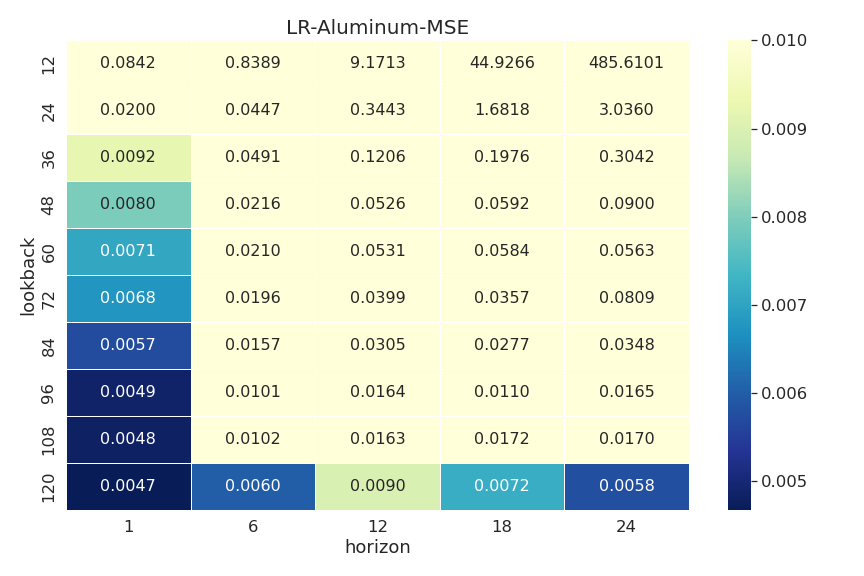 LR-Aluminum-MSE
12 0.0842 0.8389 9.1713 44.9266 485.6101
24 0.0200 0.0447 0.3443 1.6818 3.0360
36 0.0092 0.0491 0.1206 0.1976 0.3042
48 0.0080 0.0216 0.0526 0.0592 0.0900
60 0.0071 0.0210 0.0531 0.0584 0.0563
72 0.0068 0.0196 0.0399 0.0357 0.0809
84 0.0057 0.0157 0.0305 0.0277 0.0348
96 0.0049 0.0101 0.0164 0.0110 0.0165
108 0.0048 0.0102 0.0163 0.0172 0.0170
120 0.0047 0.0060 0.0090 0.0072 0.0058
1 6 12 18 24
horizon
lookback
0.010
0.009
0.008
0.007
0.006
0.005